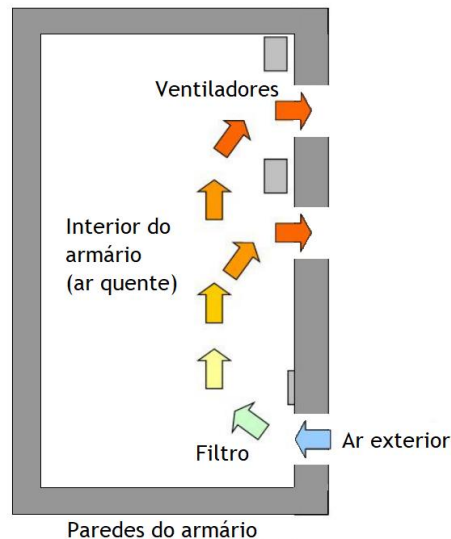 Ventiladores
Interior do
armário
(ar quente)
Ar exterior
Filtro
Paredes do armário